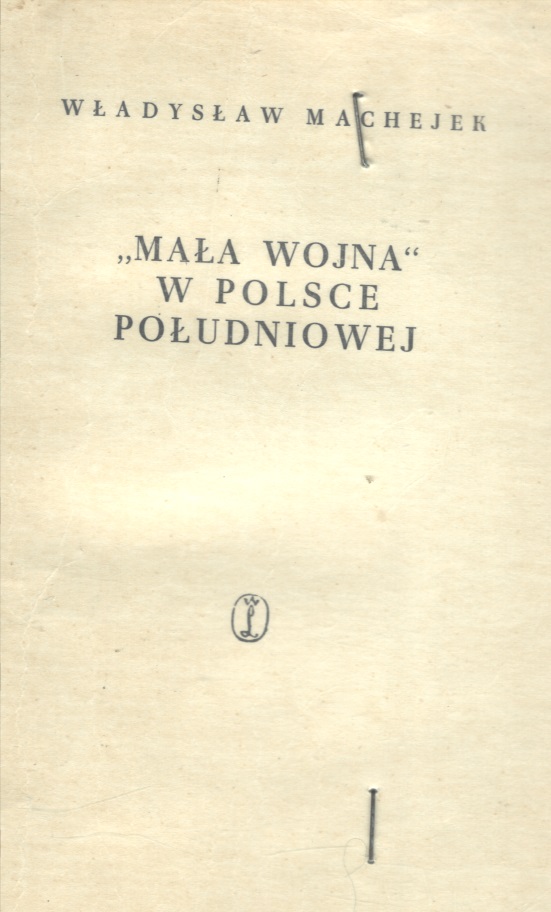 WŁADYSŁAW MACHEJEK
„MAŁA WOJNA“
W POLSCE
POŁUDNIOWEJ